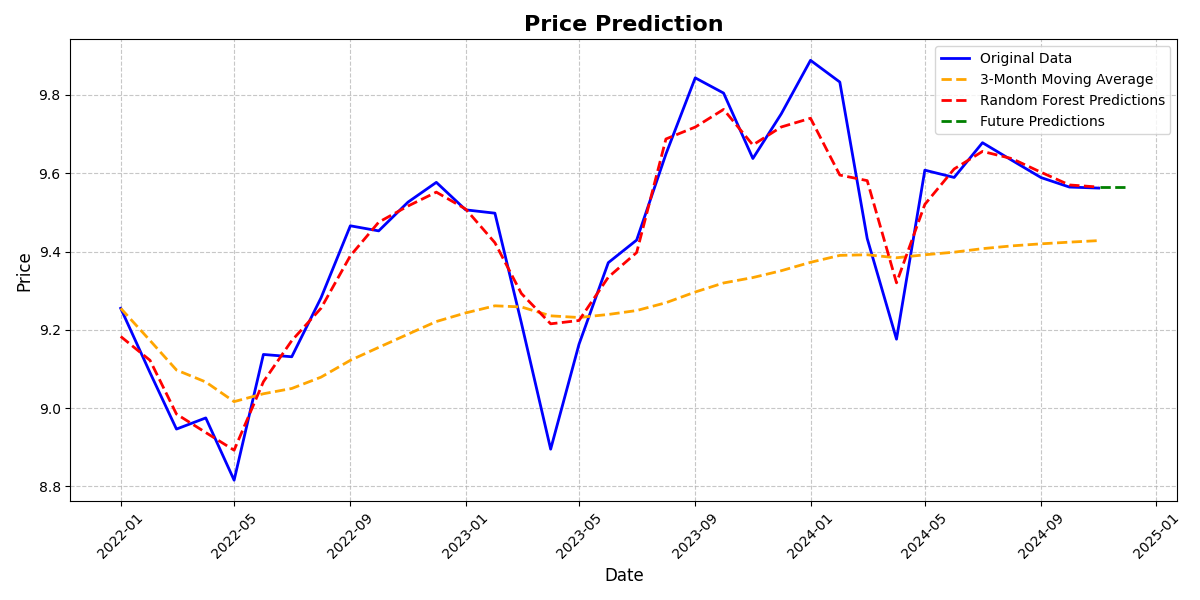 Price Prediction
Original Data
3-Month Moving Average
Random Forest Predictions
Future Predictions
Price
9.8
9.6
9.4
9.2
9.0
8.8
2022-01
2022-05
2022-09
2023-01
2023-05
2023-09
2024-01
2024-05
2024-09
2025-01
Date